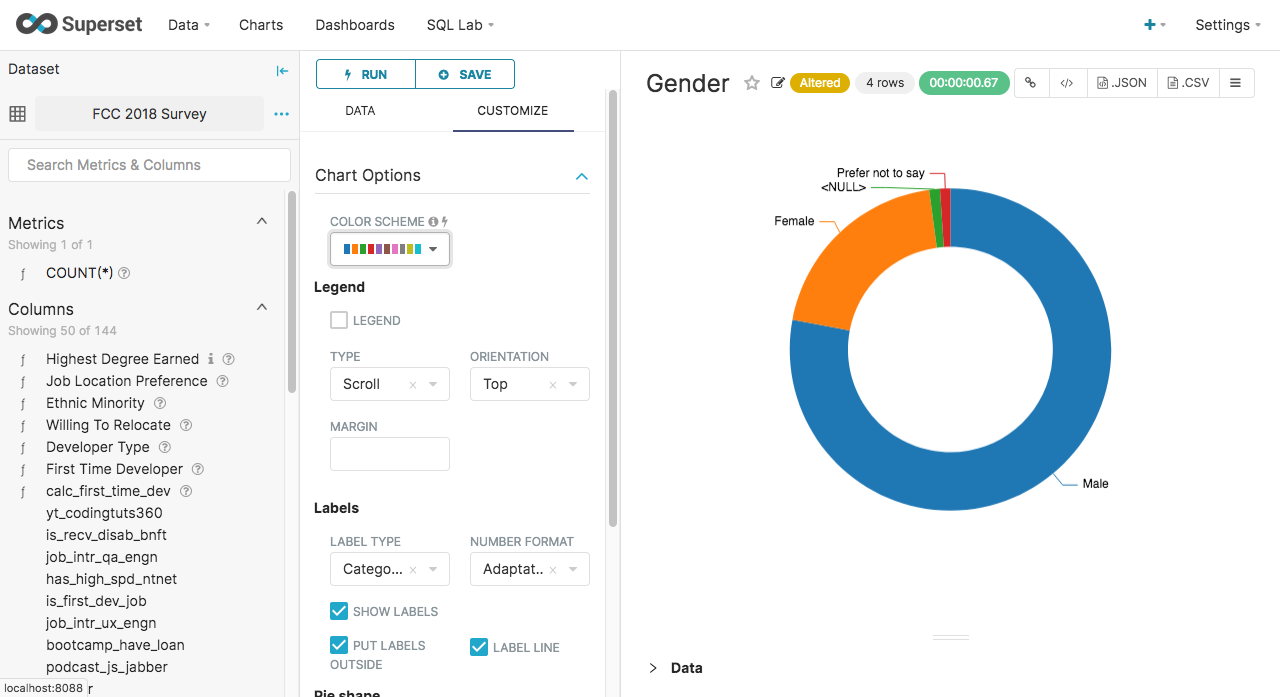 Superset
Data
Charts
Dashboards
SQL Lab
+
Settings
Dataset
FCC 2018 Survey
Search Metrics & Columns
Metrics
Showing 1 of 1
ƒ COUNT(*)
Columns
Showing 50 of 144
ƒ Highest Degree Earned
ƒ Job Location Preference
ƒ Ethnic Minority
ƒ Willing To Relocate
ƒ Developer Type
ƒ First Time Developer
ƒ calc_first_time_dev
yt_codingtuts360
is_recv_disab_bnft
job_intr_qa_engn
has_high_spd_ntnet
is_first_dev_job
job_intr_ux_engn
bootcamp_have_loan
podcast_js_jabber
localhost:8088
RUN
SAVE
DATA
CUSTOMIZE
Chart Options
COLOR SCHEME
Legend
LEGEND
TYPE
ORIENTATION
Scroll ×
Top ×
MARGIN
Labels
LABEL TYPE
NUMBER FORMAT
Catego... ×
Adaptat.. ×
SHOW LABELS
PUT LABELS
OUTSIDE
LABEL LINE
Pie shape
Gender
Altered
4 rows
00:00:00.67
</>
.JSON
.CSV
Prefer not to say
<NULL>
Female
Male
Data